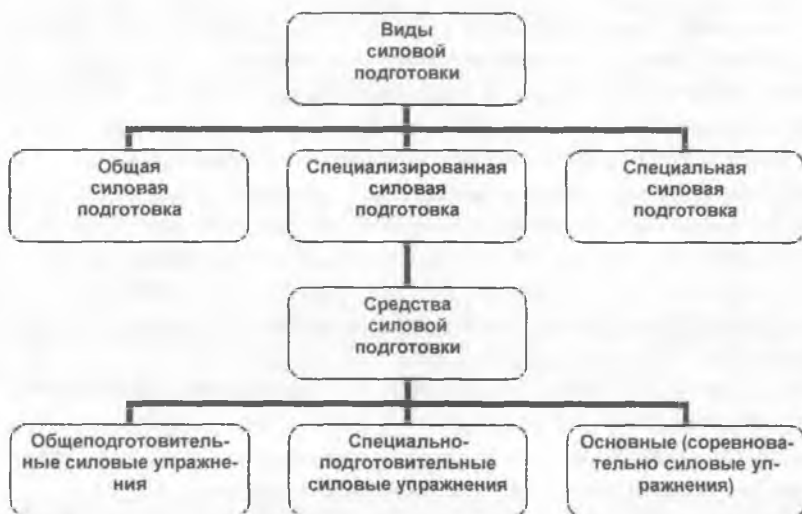 Виды
силовой
подготовки
Общая
силовая
подготовка
Специализированная
силовая
подготовка
Специальная
силовая
подготовка
Средства
силовой
подготовки
Общеподготовитель-
ные силовые упражне-
ния
Специально-
подготовительные
силовые упражнения
Основные (соревнова-
тельно силовые уп-
ражнения)